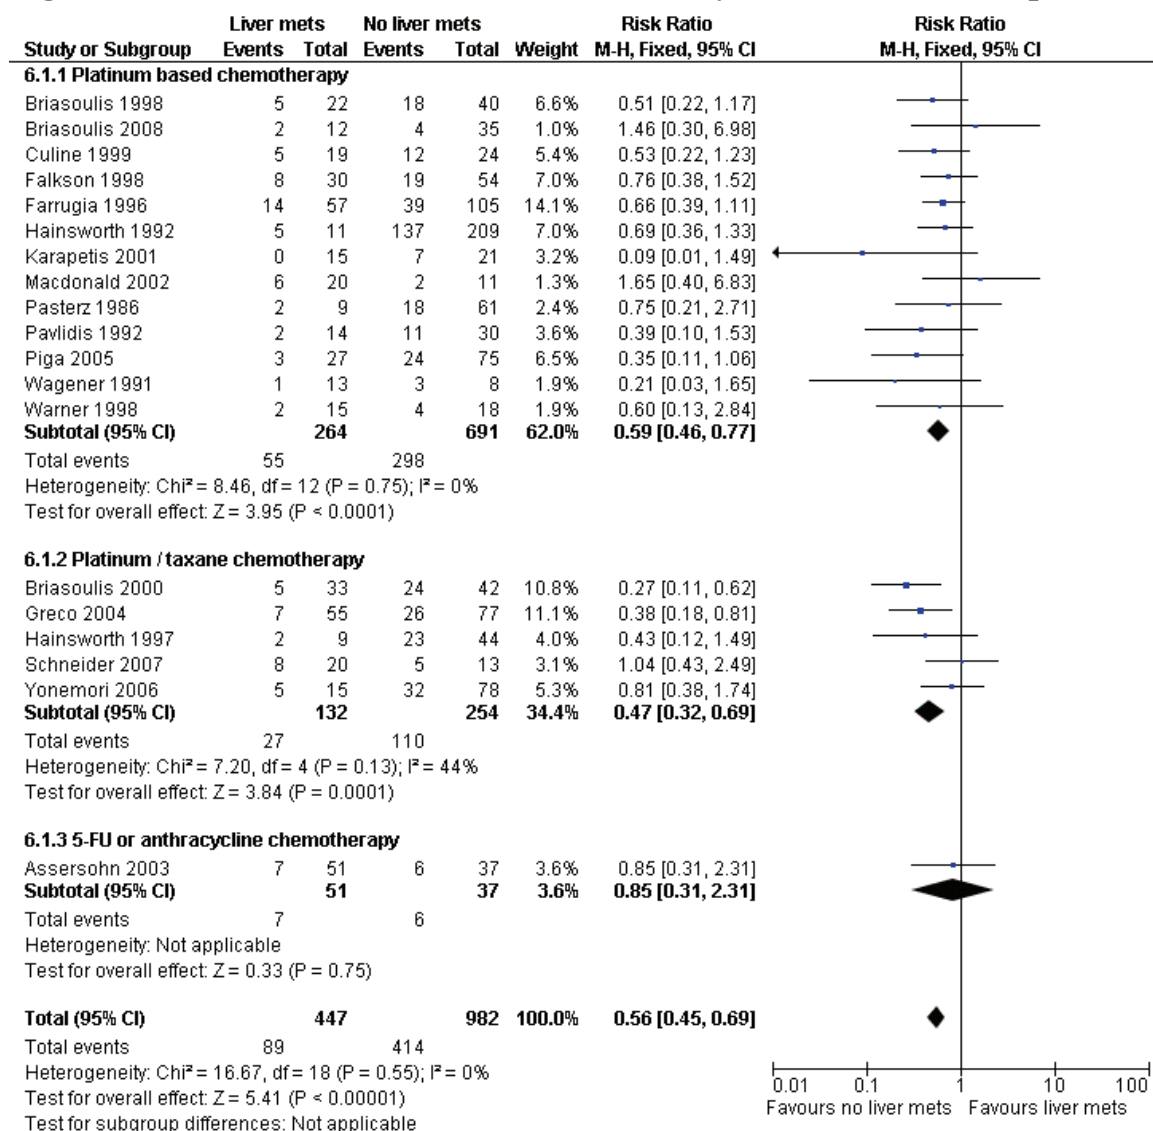 Liver mets No liver mets Risk Ratio Risk Ratio
Study or Subgroup Events Total Events Total Weight M-H, Fixed, 95% CI M-H, Fixed, 95% CI
6.1.1 Platinum based chemotherapy
Briasoulis 1998 5 22 18 40 6.6% 0.51 [0.22, 1.17]
Briasoulis 2008 2 12 4 35 1.0% 1.46 [0.30, 6.98]
Culine 1999 5 19 12 24 5.4% 0.53 [0.22, 1.23]
Falkson 1998 8 30 19 54 7.0% 0.76 [0.38, 1.52]
Farrugia 1996 14 57 39 105 14.1% 0.66 [0.39, 1.11]
Hainsworth 1992 5 11 137 209 7.0% 0.69 [0.36, 1.33]
Karapetis 2001 0 15 7 21 3.2% 0.09 [0.01, 1.49]
Macdonald 2002 6 20 2 11 1.3% 1.65 [0.40, 6.83]
Pasterz 1986 2 9 18 61 2.4% 0.75 [0.21, 2.71]
Pavlidis 1992 2 14 11 30 3.6% 0.39 [0.10, 1.53]
Piga 2005 3 27 24 75 6.5% 0.35 [0.11, 1.06]
Wagener 1991 1 13 3 8 1.9% 0.21 [0.03, 1.65]
Warner 1998 2 15 4 18 1.9% 0.60 [0.13, 2.84]
Subtotal (95% CI) 264 691 62.0% 0.59 [0.46, 0.77]
Total events 55 298
Heterogeneity: Chi² = 8.46, df = 12 (P = 0.75); I² = 0%
Test for overall effect: Z = 3.95 (P < 0.0001)
6.1.2 Platinum / taxane chemotherapy
Briasoulis 2000 5 33 24 42 10.8% 0.27 [0.11, 0.62]
Greco 2004 7 55 26 77 11.1% 0.38 [0.18, 0.81]
Hainsworth 1997 2 9 23 44 4.0% 0.43 [0.12, 1.49]
Schneider 2007 8 20 5 13 3.1% 1.04 [0.43, 2.49]
Yonemori 2006 5 15 32 78 5.3% 0.81 [0.38, 1.74]
Subtotal (95% CI) 132 254 34.4% 0.47 [0.32, 0.69]
Total events 27 110
Heterogeneity: Chi² = 7.20, df = 4 (P = 0.13); I² = 44%
Test for overall effect: Z = 3.84 (P = 0.0001)
6.1.3 5-FU or anthracycline chemotherapy
Assersohn 2003 7 51 6 37 3.6% 0.85 [0.31, 2.31]
Subtotal (95% CI) 51 37 3.6% 0.85 [0.31, 2.31]
Total events 7 6
Heterogeneity: Not applicable
Test for overall effect: Z = 0.33 (P = 0.75)
Total (95% CI) 447 982 100.0% 0.56 [0.45, 0.69]
Total events 89 414
Heterogeneity: Chi² = 16.67, df = 18 (P = 0.55); I² = 0%
Test for overall effect: Z = 5.41 (P < 0.00001)
Test for subgroup differences: Not applicable
0.01 0.1 1 10 100
Favours no liver mets Favours liver mets